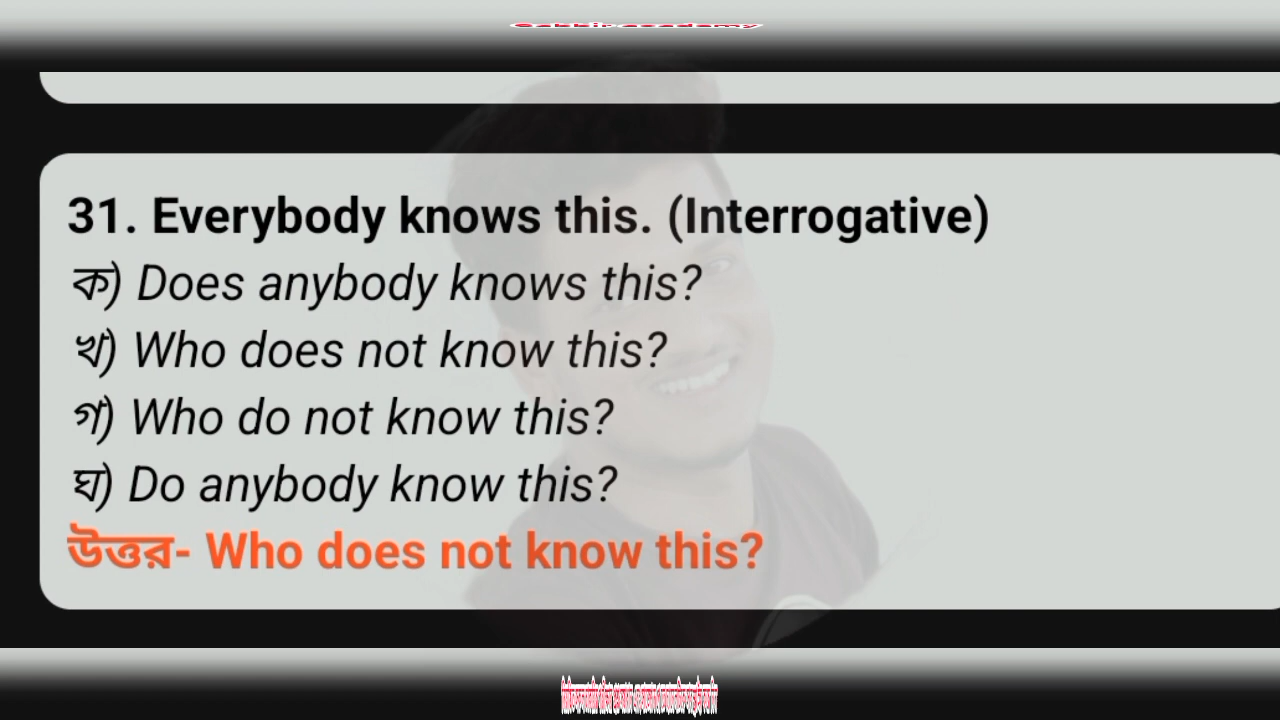 31. Everybody knows this. (Interrogative)
ক) Does anybody knows this?
খ) Who does not know this?
গ) Who do not know this?
ঘ) Do anybody know this?
উত্তর- Who does not know this?